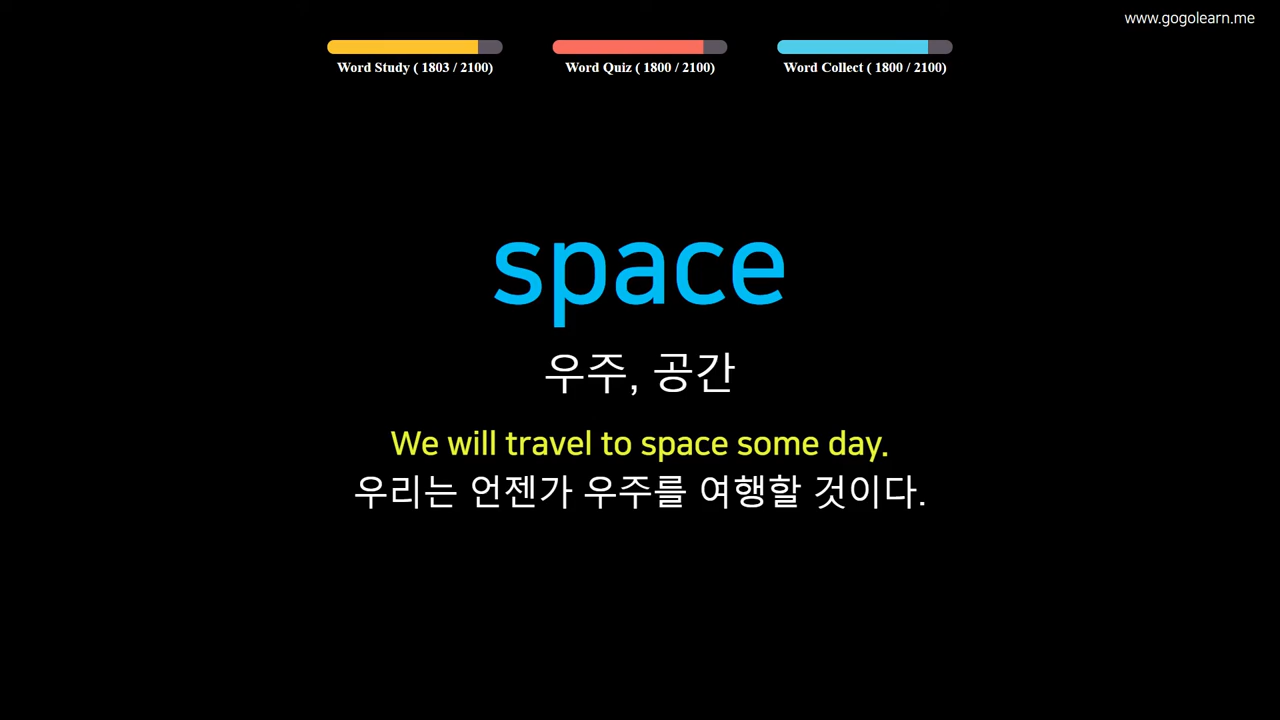 www.gogolearn.me
Word Study ( 1803 / 2100)
Word Quiz ( 1800 / 2100)
Word Collect ( 1800 / 2100)
space
우주, 공간
We will travel to space some day.
우리는 언젠가 우주를 여행할 것이다.